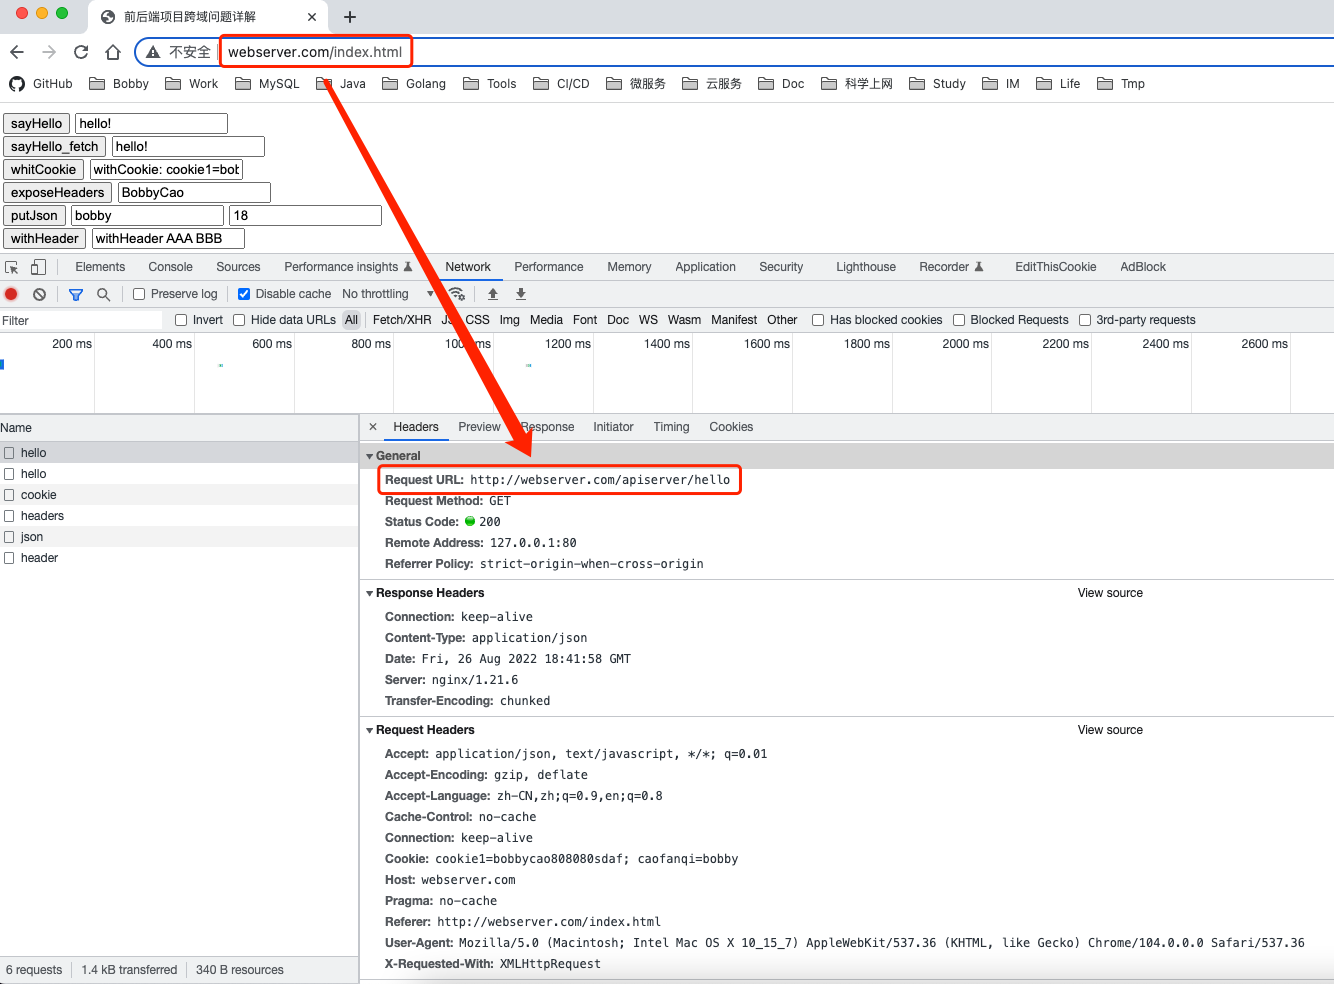 前后端项目跨域问题详解
不安全 webserver.com/index.html
GitHub Bobby Work MySQL Java Golang Tools CI/CD 微服务 云服务 Doc 科学上网 Study IM Life Tmp
sayHello hello!
sayHello_fetch hello!
whitCookie withCookie: cookie1=bob
exposeHeaders BobbyCao
putJson bobby 18
withHeader withHeader AAA BBB
Elements Console Sources Performance insights Network Performance Memory Application Security Lighthouse Recorder EditThisCookie AdBlock
Preserve log Disable cache No throttling
Filter Invert Hide data URLs All Fetch/XHR JS CSS Img Media Font Doc WS Wasm Manifest Other Has blocked cookies Blocked Requests 3rd-party requests
200 ms 400 ms 600 ms 800 ms 1000 ms 1200 ms 1400 ms 1600 ms 1800 ms 2000 ms 2200 ms 2400 ms 2600 ms
Name
hello
hello
cookie
headers
json
header
6 requests 1.4 kB transferred 340 B resources
Headers Preview Response Initiator Timing Cookies
General
Request URL: http://webserver.com/apiserver/hello
Request Method: GET
Status Code: 200
Remote Address: 127.0.0.1:80
Referrer Policy: strict-origin-when-cross-origin
Response Headers View source
Connection: keep-alive
Content-Type: application/json
Date: Fri, 26 Aug 2022 18:41:58 GMT
Server: nginx/1.21.6
Transfer-Encoding: chunked
Request Headers View source
Accept: application/json, text/javascript, */*; q=0.01
Accept-Encoding: gzip, deflate
Accept-Language: zh-CN,zh;q=0.9,en;q=0.8
Cache-Control: no-cache
Connection: keep-alive
Cookie: cookie1=bobbycao808080sdaf; caofanqi=bobby
Host: webserver.com
Pragma: no-cache
Referer: http://webserver.com/index.html
User-Agent: Mozilla/5.0 (Macintosh; Intel Mac OS X 10_15_7) AppleWebKit/537.36 (KHTML, like Gecko) Chrome/104.0.0.0 Safari/537.36
X-Requested-With: XMLHttpRequest